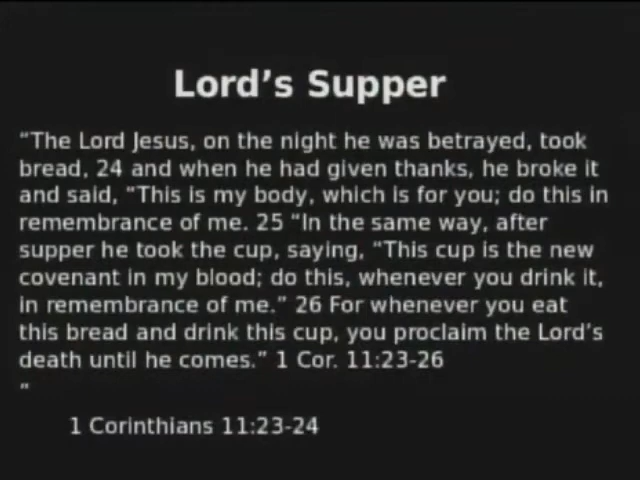 Lord’s Supper
“The Lord Jesus, on the night he was betrayed, took
bread, 24 and when he had given thanks, he broke it
and said, “This is my body, which is for you; do this in
remembrance of me. 25 “In the same way, after
supper he took the cup, saying, “This cup is the new
covenant in my blood; do this, whenever you drink it,
in remembrance of me.” 26 For whenever you eat
this bread and drink this cup, you proclaim the Lord’s
death until he comes.” 1 Cor. 11:23-26
“
1 Corinthians 11:23-24